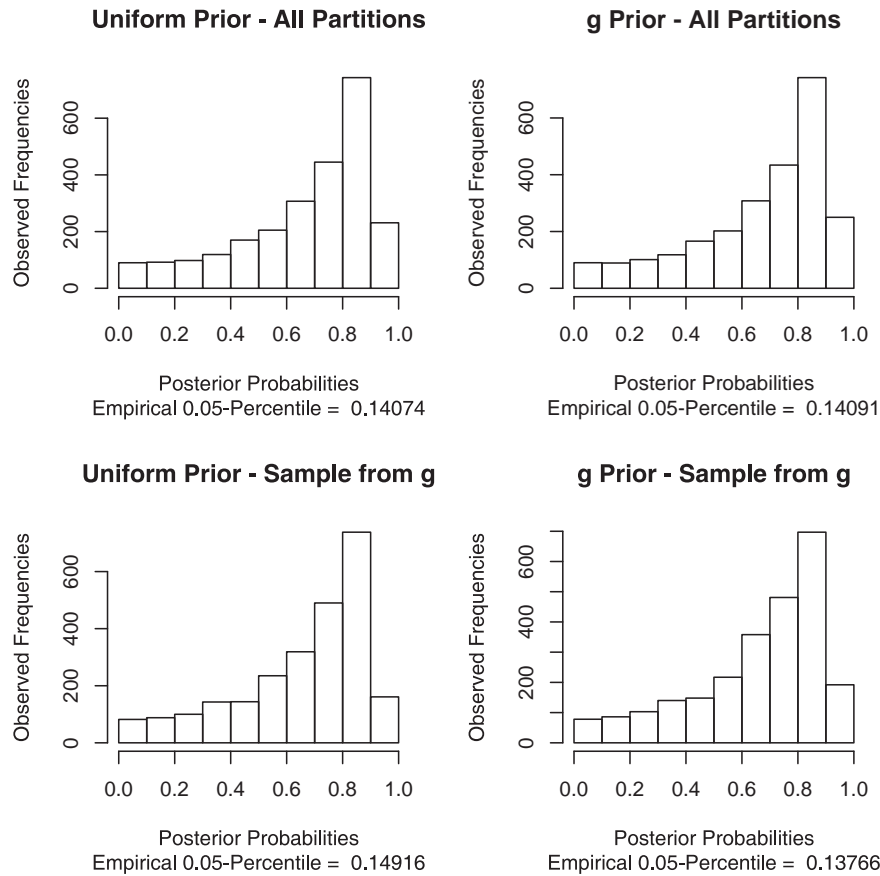 Uniform Prior - All Partitions
Observed Frequencies
0 200 400 600
0.0 0.2 0.4 0.6 0.8 1.0
Posterior Probabilities
Empirical 0.05-Percentile = 0.14074
g Prior - All Partitions
Observed Frequencies
0 200 400 600
0.0 0.2 0.4 0.6 0.8 1.0
Posterior Probabilities
Empirical 0.05-Percentile = 0.14091
Uniform Prior - Sample from g
Observed Frequencies
0 200 400 600
0.0 0.2 0.4 0.6 0.8 1.0
Posterior Probabilities
Empirical 0.05-Percentile = 0.14916
g Prior - Sample from g
Observed Frequencies
0 200 400 600
0.0 0.2 0.4 0.6 0.8 1.0
Posterior Probabilities
Empirical 0.05-Percentile = 0.13766